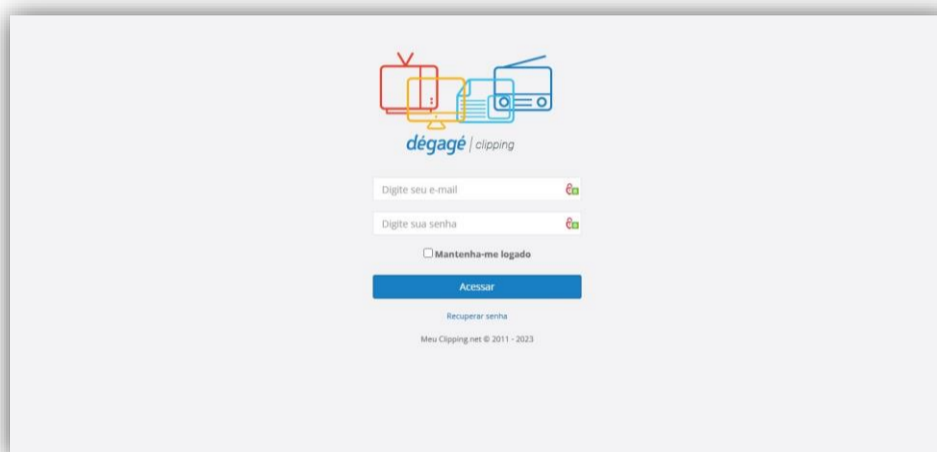 dégagé | clipping
Digite seu e-mail
Digite sua senha
Mantenha-me logado
Acessar
Recuperar senha
Meu Clipping.net © 2011 - 2023